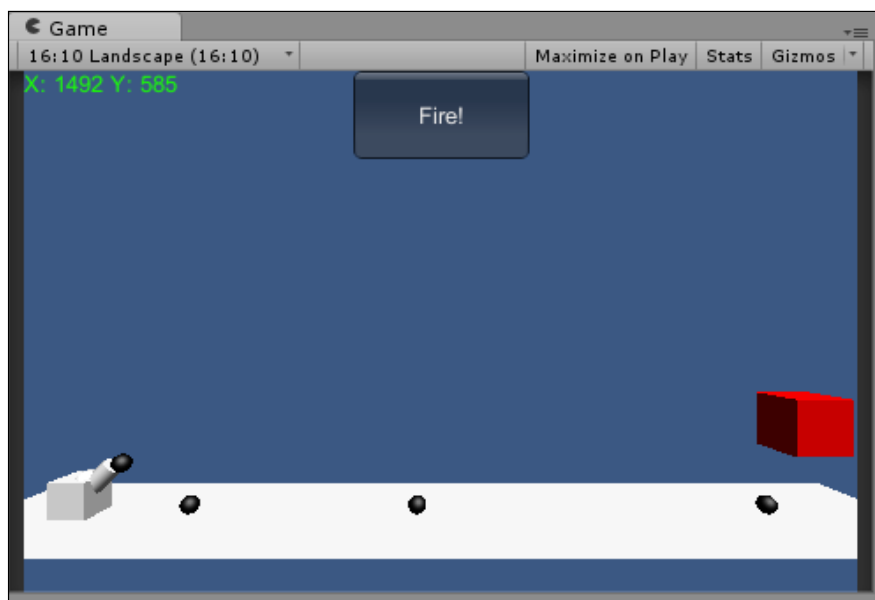 Game
16:10 Landscape (16:10) Maximize on Play Stats Gizmos
X: 1492 Y: 585
Fire!